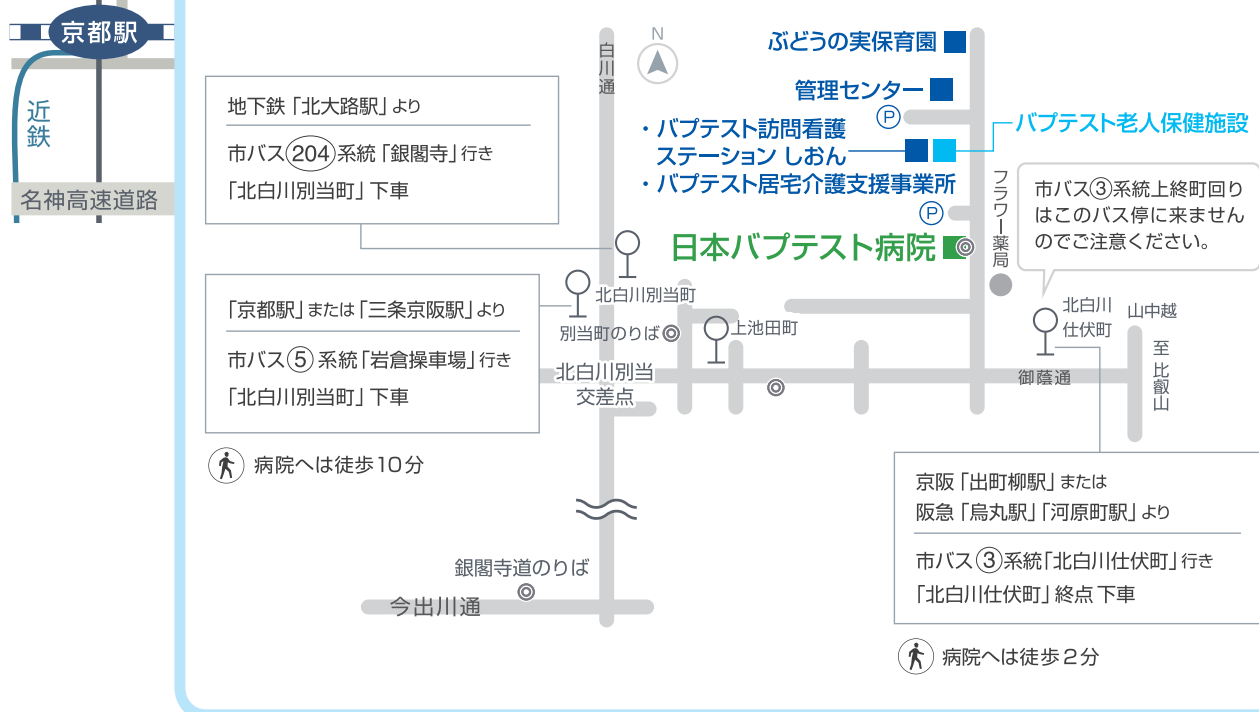 京都駅
近鉄
名神高速道路
白川通
N
地下鉄「北大路駅」より
市バス204系統「銀閣寺」行き
「北白川別当町」下車
「京都駅」または「三条京阪駅」より
市バス⑤系統「岩倉操車場」行き
「北白川別当町」下車
病院へは徒歩10分
ぶどうの実保育園
管理センター
P
・バプテスト訪問看護
ステーション しおん
・バプテスト居宅介護支援事業所
P
バプテスト老人保健施設
日本バプテスト病院
フラワー薬局
市バス③系統上終町回り
はこのバス停に来ません
のでご注意ください。
北白川別当町
別当町のりば
上池田町
北白川別当
交差点
北白川
仕伏町
山中越
至比叡山
御蔭通
京阪「出町柳駅」または
阪急「烏丸駅」「河原町駅」より
市バス③系統「北白川仕伏町」行き
「北白川仕伏町」終点下車
病院へは徒歩2分
銀閣寺道のりば
今出川通